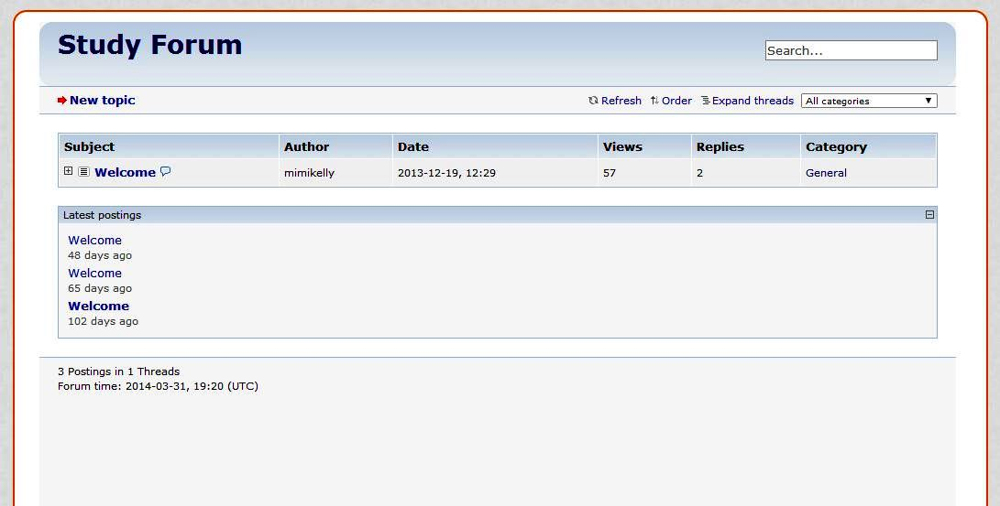 Study Forum
Search...
New topic
Refresh Order Expand threads All categories
Subject Author Date Views Replies Category
Welcome mimikelly 2013-12-19, 12:29 57 2 General
Latest postings
Welcome
48 days ago
Welcome
65 days ago
Welcome
102 days ago
3 Postings in 1 Threads
Forum time: 2014-03-31, 19:20 (UTC)